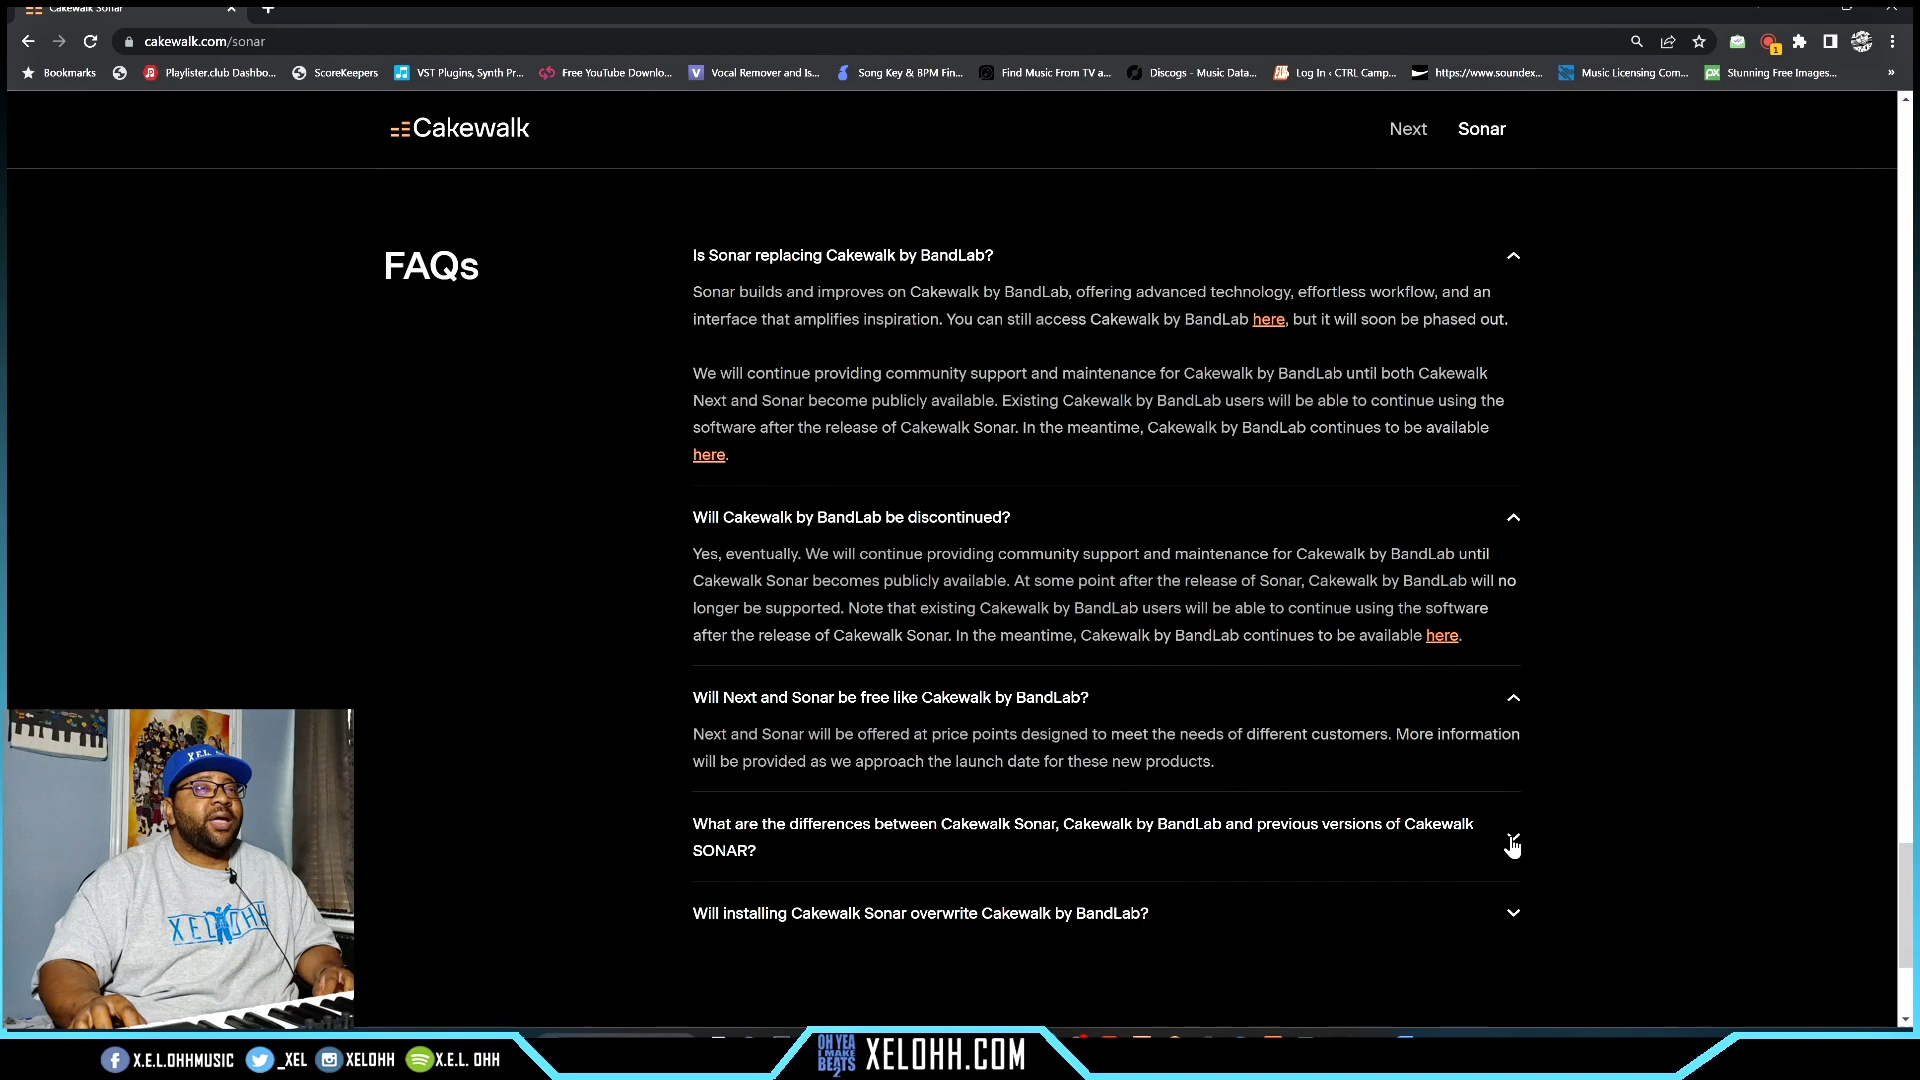 Cakewalk Sonar
cakewalk.com/sonar
1
Bookmarks
Playlister.club Dashbo...
ScoreKeepers
VST Plugins, Synth Pr...
Free YouTube Downlo...
Vocal Remover and Is...
Song Key & BPM Fin...
Find Music From TV a...
Discogs - Music Data...
Log In ‹ CTRL Camp...
https://www.soundex...
Music Licensing Com...
px Stunning Free Images...
»
Cakewalk
Next Sonar
FAQs
Is Sonar replacing Cakewalk by BandLab?
Sonar builds and improves on Cakewalk by BandLab, offering advanced technology, effortless workflow, and an
interface that amplifies inspiration. You can still access Cakewalk by BandLab here, but it will soon be phased out.
We will continue providing community support and maintenance for Cakewalk by BandLab until both Cakewalk
Next and Sonar become publicly available. Existing Cakewalk by BandLab users will be able to continue using the
software after the release of Cakewalk Sonar. In the meantime, Cakewalk by BandLab continues to be available
here.
Will Cakewalk by BandLab be discontinued?
Yes, eventually. We will continue providing community support and maintenance for Cakewalk by BandLab until
Cakewalk Sonar becomes publicly available. At some point after the release of Sonar, Cakewalk by BandLab will no
longer be supported. Note that existing Cakewalk by BandLab users will be able to continue using the software
after the release of Cakewalk Sonar. In the meantime, Cakewalk by BandLab continues to be available here.
Will Next and Sonar be free like Cakewalk by BandLab?
Next and Sonar will be offered at price points designed to meet the needs of different customers. More information
will be provided as we approach the launch date for these new products.
What are the differences between Cakewalk Sonar, Cakewalk by BandLab and previous versions of Cakewalk
SONAR?
Will installing Cakewalk Sonar overwrite Cakewalk by BandLab?
XELOHH
X.E.L.OHHMUSIC
_XEL
XELOHH
X.E.L. OHH
OH YEA
I MAKE
BEATS
2
XELOHH.COM